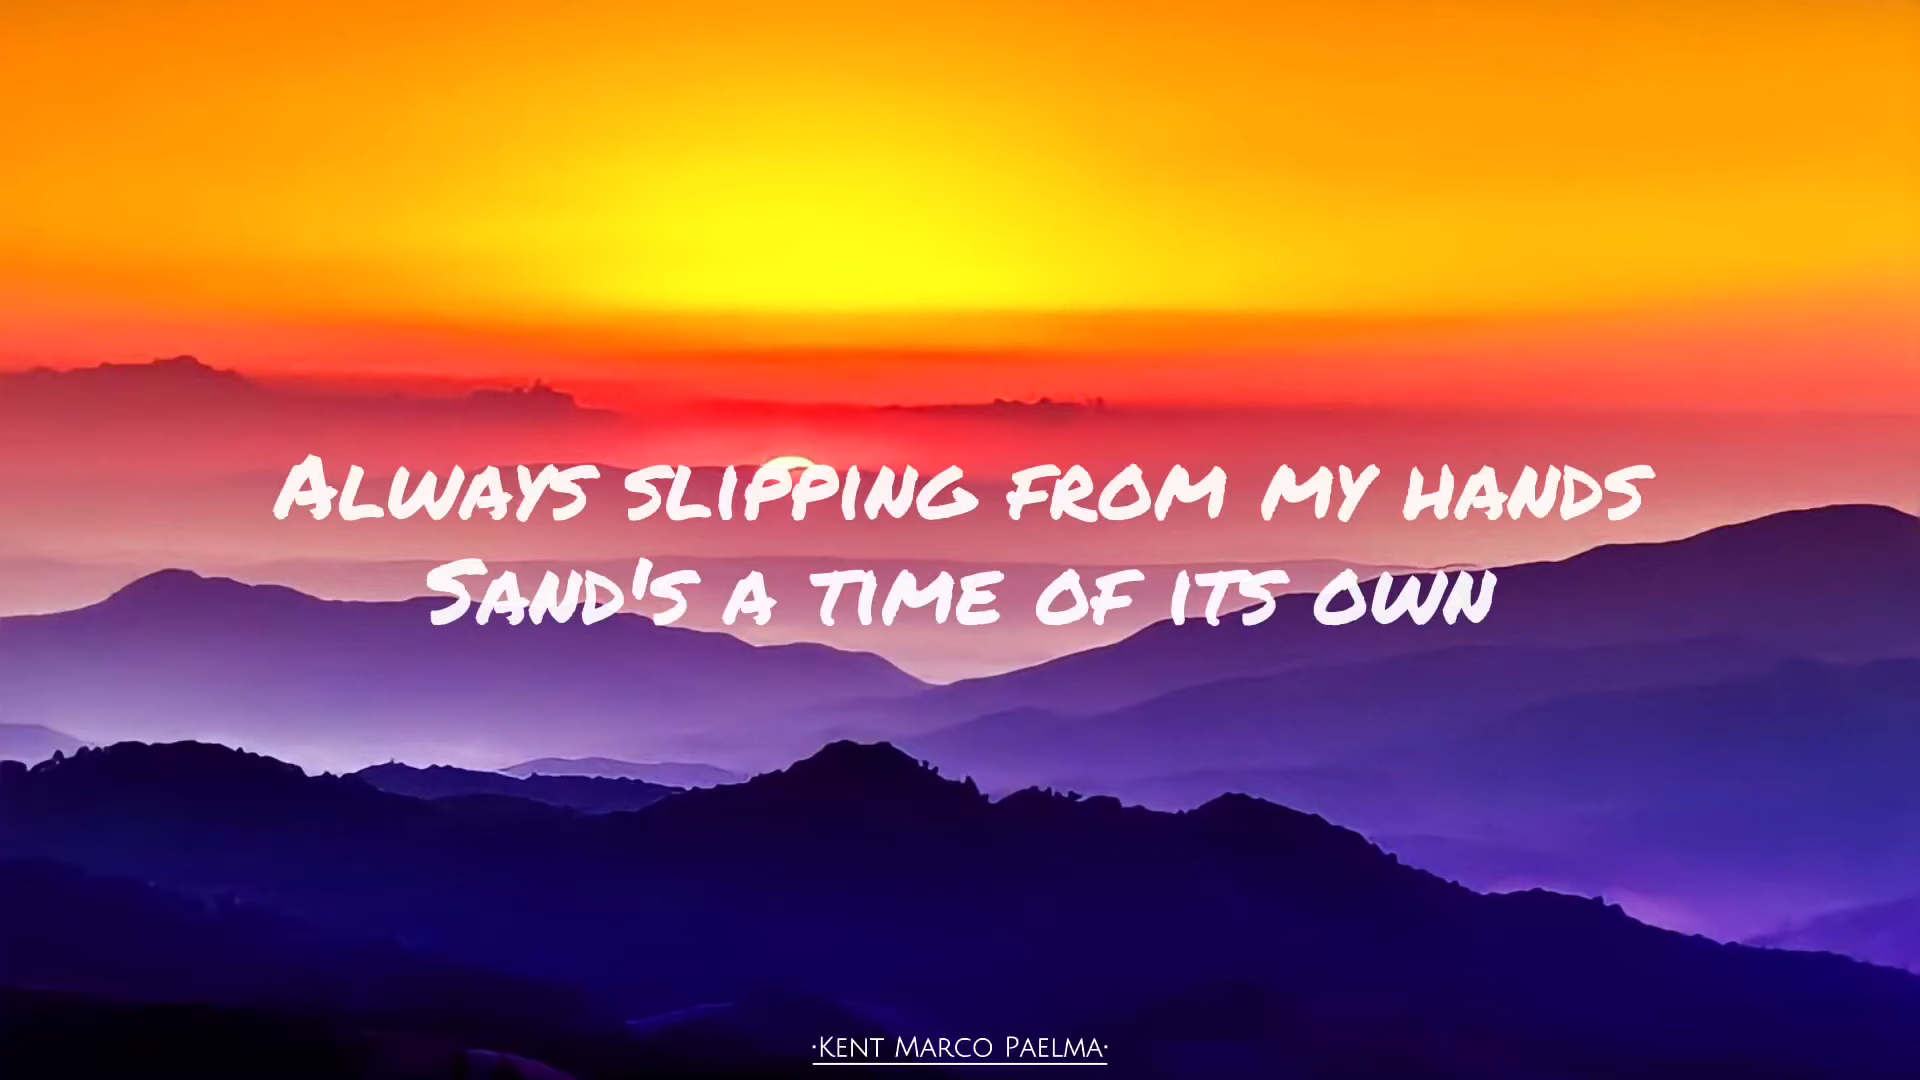 Always slipping from my hands
Sand's a time of its own
·Kent Marco Paelma·